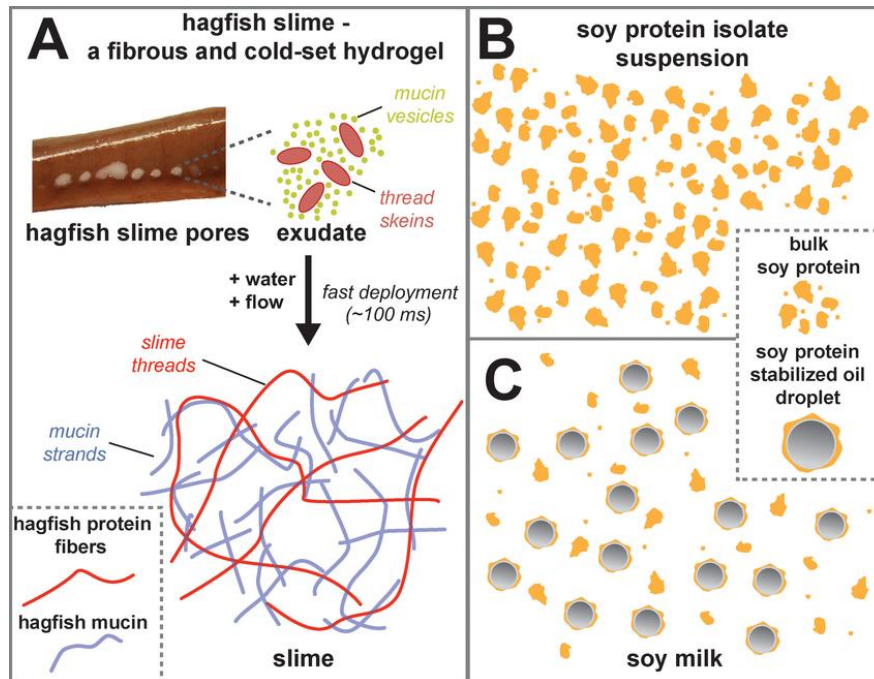 A
hagfish slime -
a fibrous and cold-set hydrogel
mucin
vesicles
thread
skeins
hagfish slime pores
exudate
+ water
+ flow
fast deployment
(~100 ms)
slime
threads
mucin
strands
hagfish protein
fibers
hagfish mucin
slime
B
soy protein isolate
suspension
bulk
soy protein
soy protein
stabilized oil
droplet
C
soy milk